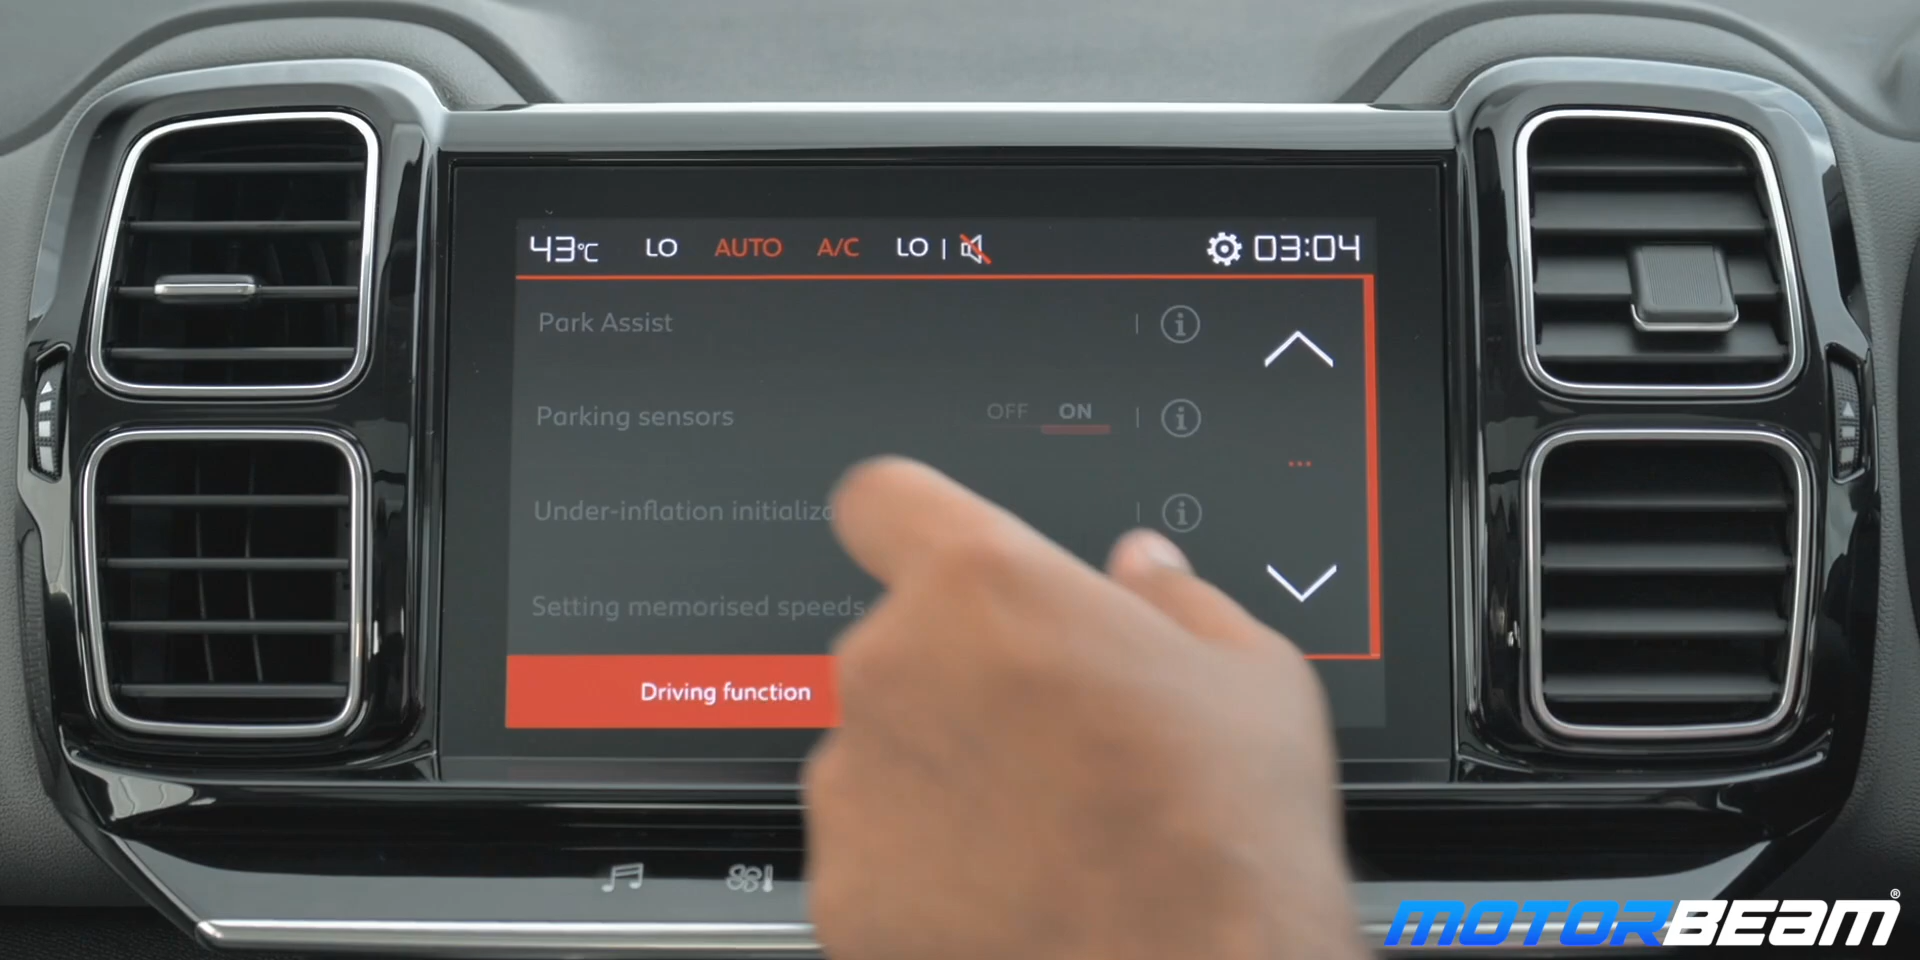 43°C LO AUTO A/C LO | 03:04
Park Assist
Parking sensors OFF ON
Under-inflation
Setting memorised speeds
Driving function
MOTORBEAM®